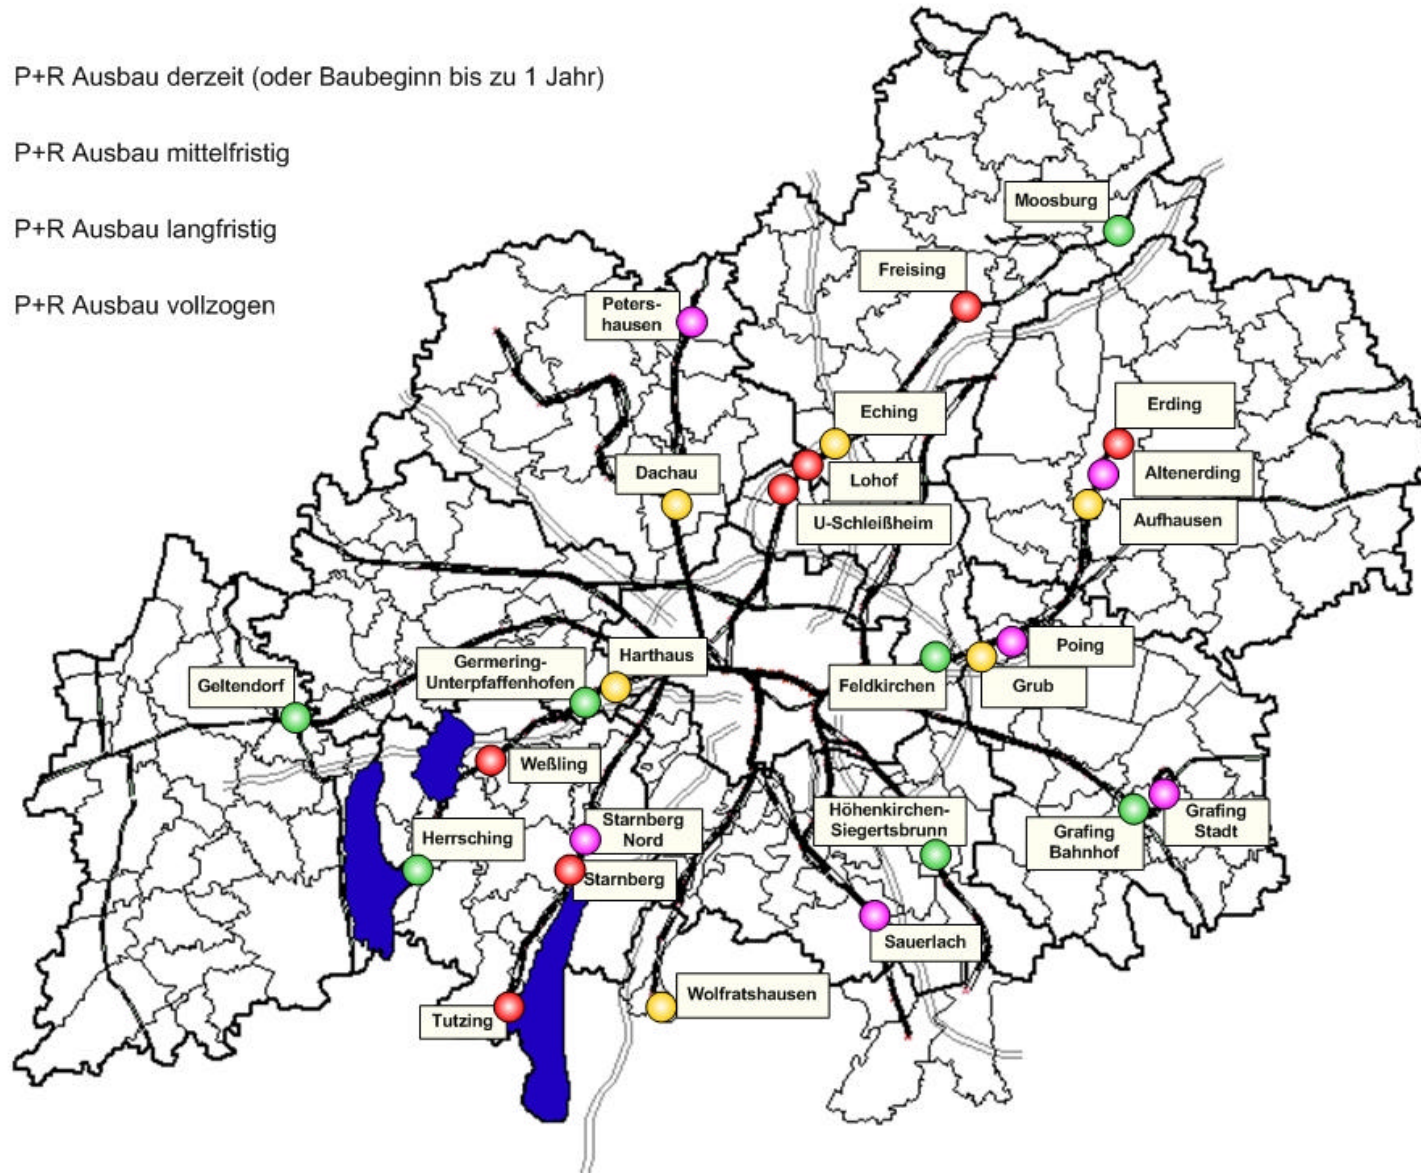 P+R Ausbau derzeit (oder Baubeginn bis zu 1 Jahr)
P+R Ausbau mittelfristig
P+R Ausbau langfristig
P+R Ausbau vollzogen
Moosburg
Freising
Peters-
hausen
Eching
Erding
Dachau
Lohof
Altenerding
U-Schleißheim
Aufhausen
Harthaus
Poing
Germering-
Unterpfaffenhofen
Geltendorf
Feldkirchen
Grub
Weßling
Höhenkirchen-
Siegertsbrunn
Starnberg
Nord
Grafing
Stadt
Herrsching
Grafing
Bahnhof
Starnberg
Sauerlach
Wolfratshausen
Tutzing